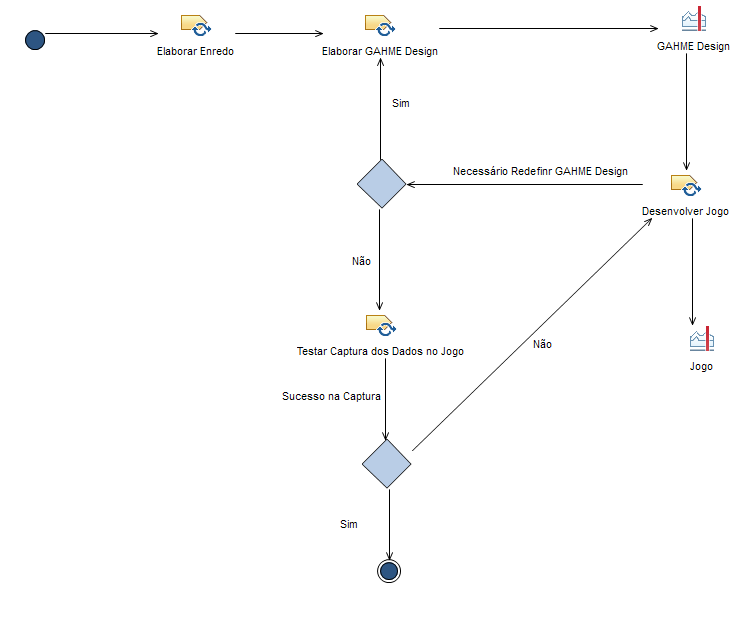 Elaborar Enredo
Elaborar GAHME Design
GAHME Design
Sim
Necessário Redefinr GAHME Design
Desenvolver Jogo
Não
Testar Captura dos Dados no Jogo
Não
Jogo
Sucesso na Captura
Sim